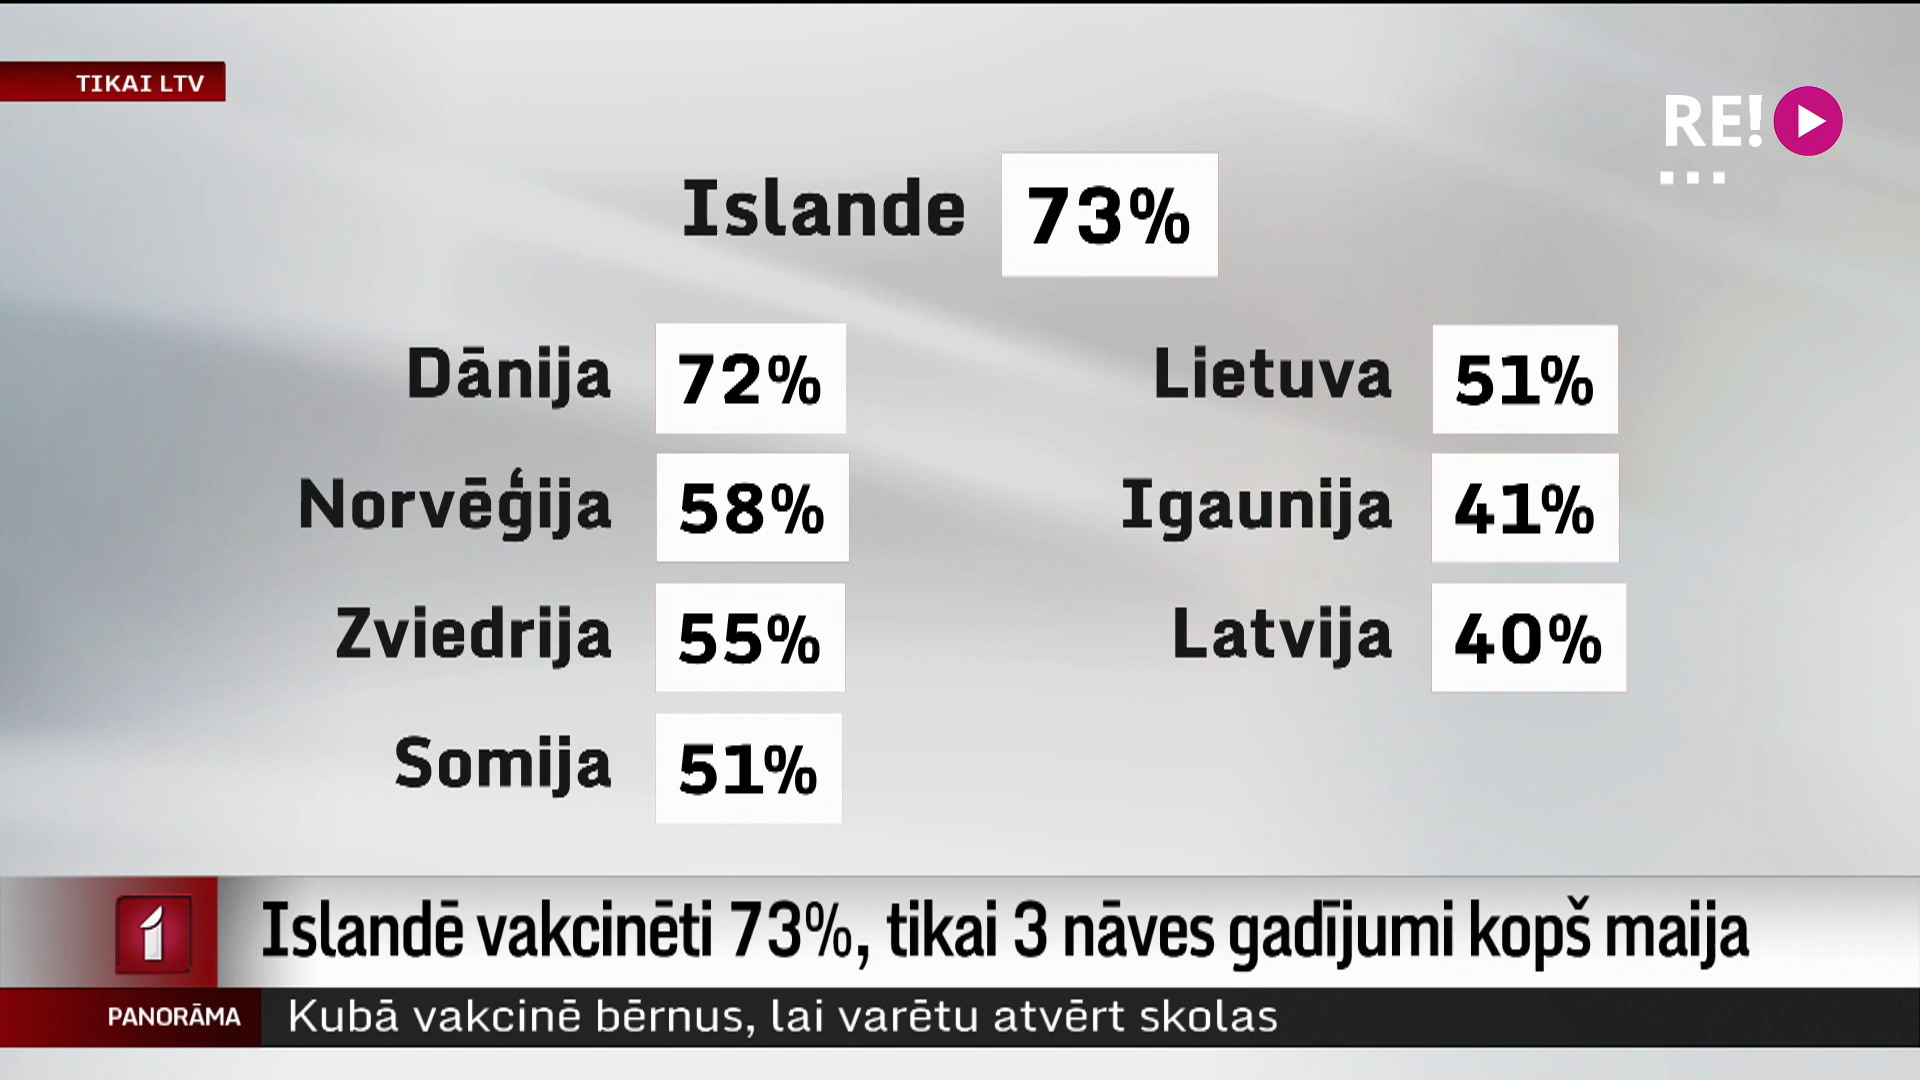 TIKAI LTV
RE!
Islande 73%
Dānija 72%
Norvēģija 58%
Zviedrija 55%
Somija 51%
Lietuva 51%
Igaunija 41%
Latvija 40%
1
Islandē vakcinēti 73%, tikai 3 nāves gadījumi kopš maija
PANORĀMA
Kubā vakcinē bērnus, lai varētu atvērt skolas